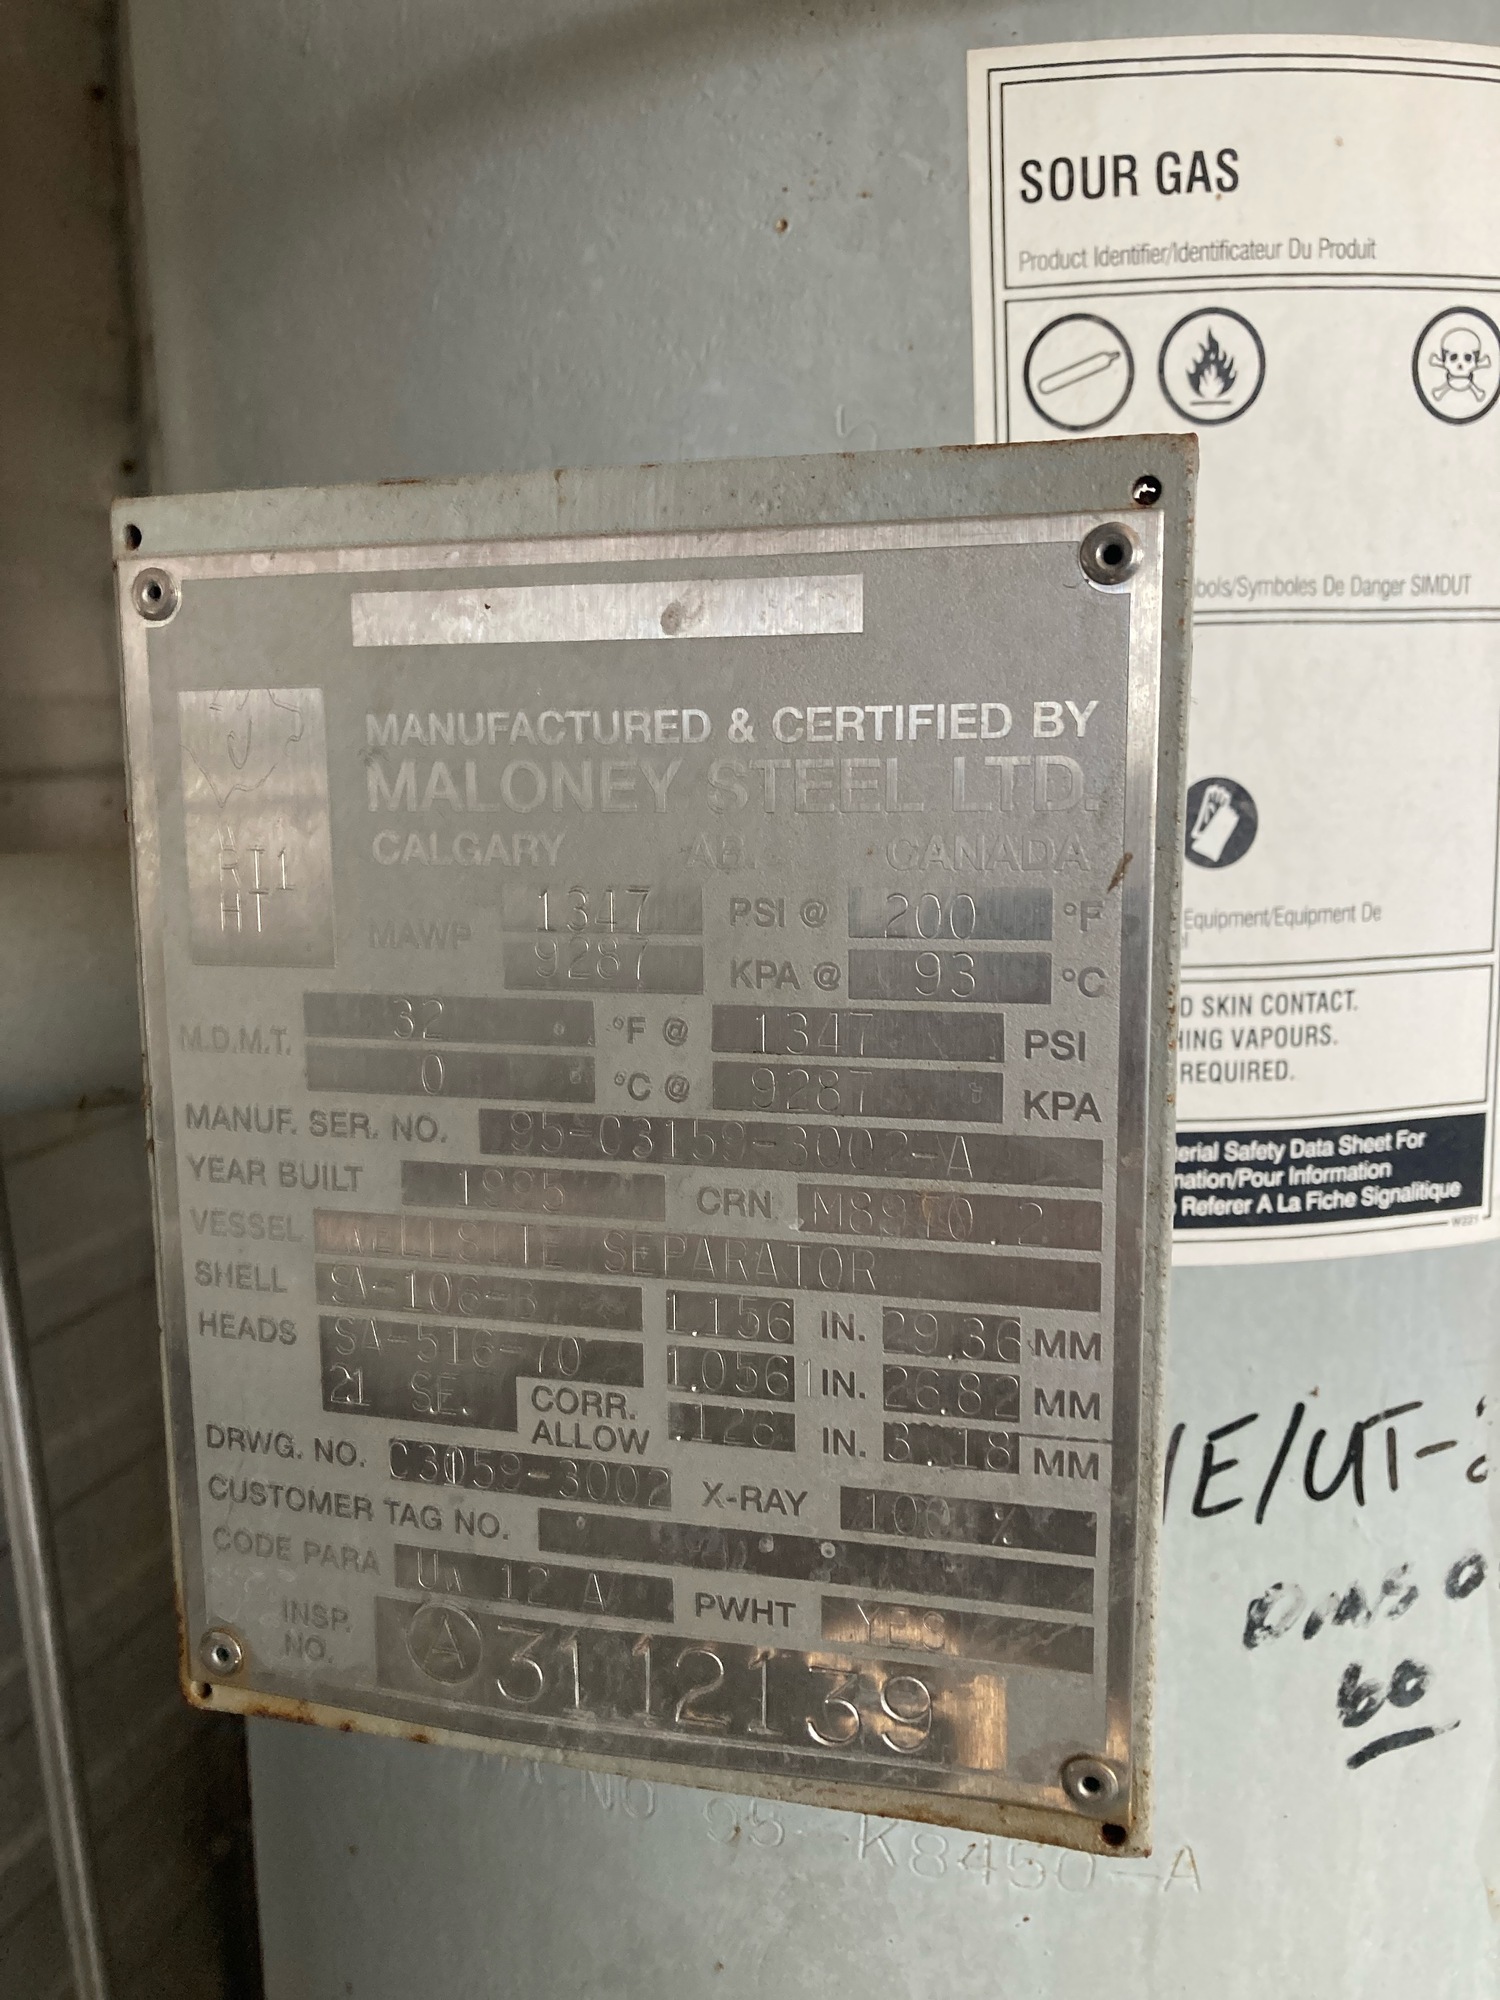 SOUR GAS
Product Identifier/Identificateur Du Produit
bols/Symboles De Danger SIMDUT
Equipment/Equipment De
D SKIN CONTACT.
HING VAPOURS.
REQUIRED.
erial Safety Data Sheet For
mation/Pour Information
Referer A La Fiche Signalitique
W221
MANUFACTURED & CERTIFIED BY
MALONEY STEEL LTD.
CALGARY AB. CANADA
W
RT1
HT
MAWP 1347 PSI @ 200 °F
9287 KPA @ 93 °C
M.D.M.T. 32 °F @ 1347 PSI
0 °C @ 9287 KPA
MANUF. SER. NO. 95-C3159-3002-A
YEAR BUILT 1995 CRN M8970.2
VESSEL WELLSITE SEPARATOR
SHELL SA-106-B 1.156 IN. 29.36 MM
HEADS SA-516-70 1.056 IN. 26.82 MM
21 SE. CORR. ALLOW .126 IN. 3.18 MM
DRWG. NO. C3059-3002 X-RAY 100 %
CUSTOMER TAG NO.
CODE PARA 12 A PWHT YES
INSP. NO. A 3112139
NO 95-K8450-A
/E/UT-
60